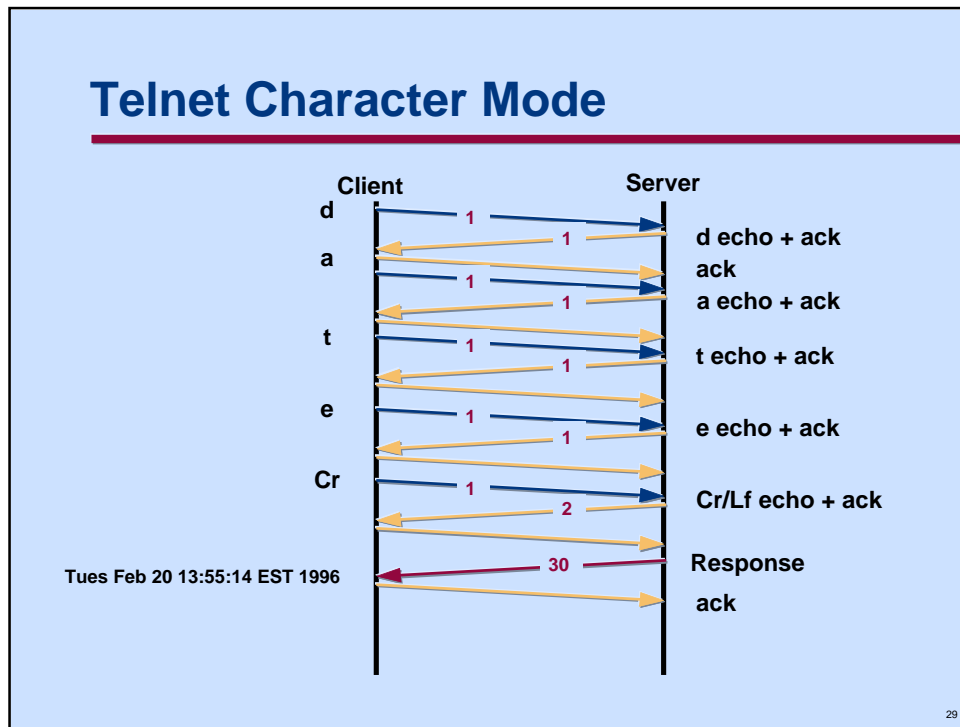 Telnet Character Mode
Client Server
d
1
1
d echo + ack
a
ack
1
1
a echo + ack
t
1
1
t echo + ack
e
1
1
e echo + ack
Cr
1
2
Cr/Lf echo + ack
30
Response
Tues Feb 20 13:55:14 EST 1996
ack
29